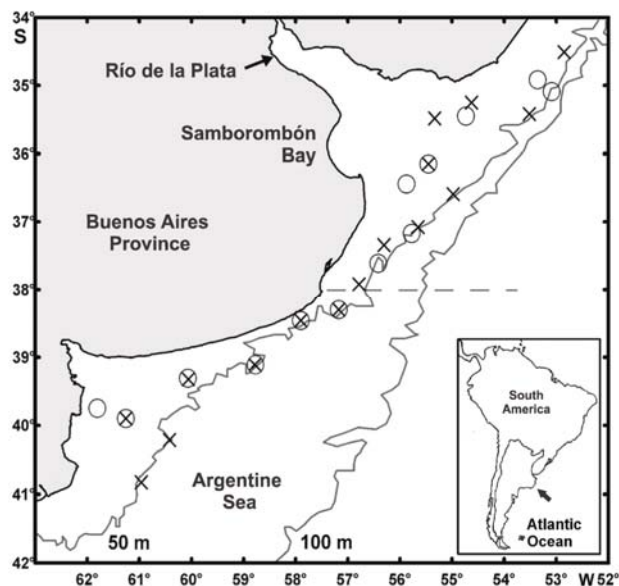 34°
S
35°
36°
37°
38°
39°
40°
41°
42°
Río de la Plata
Samborombón
Bay
Buenos Aires
Province
Argentine
Sea
50 m
100 m
South
America
Atlantic
Ocean
62° 61° 60° 59° 58° 57° 56° 55° 54° 53° W 52°